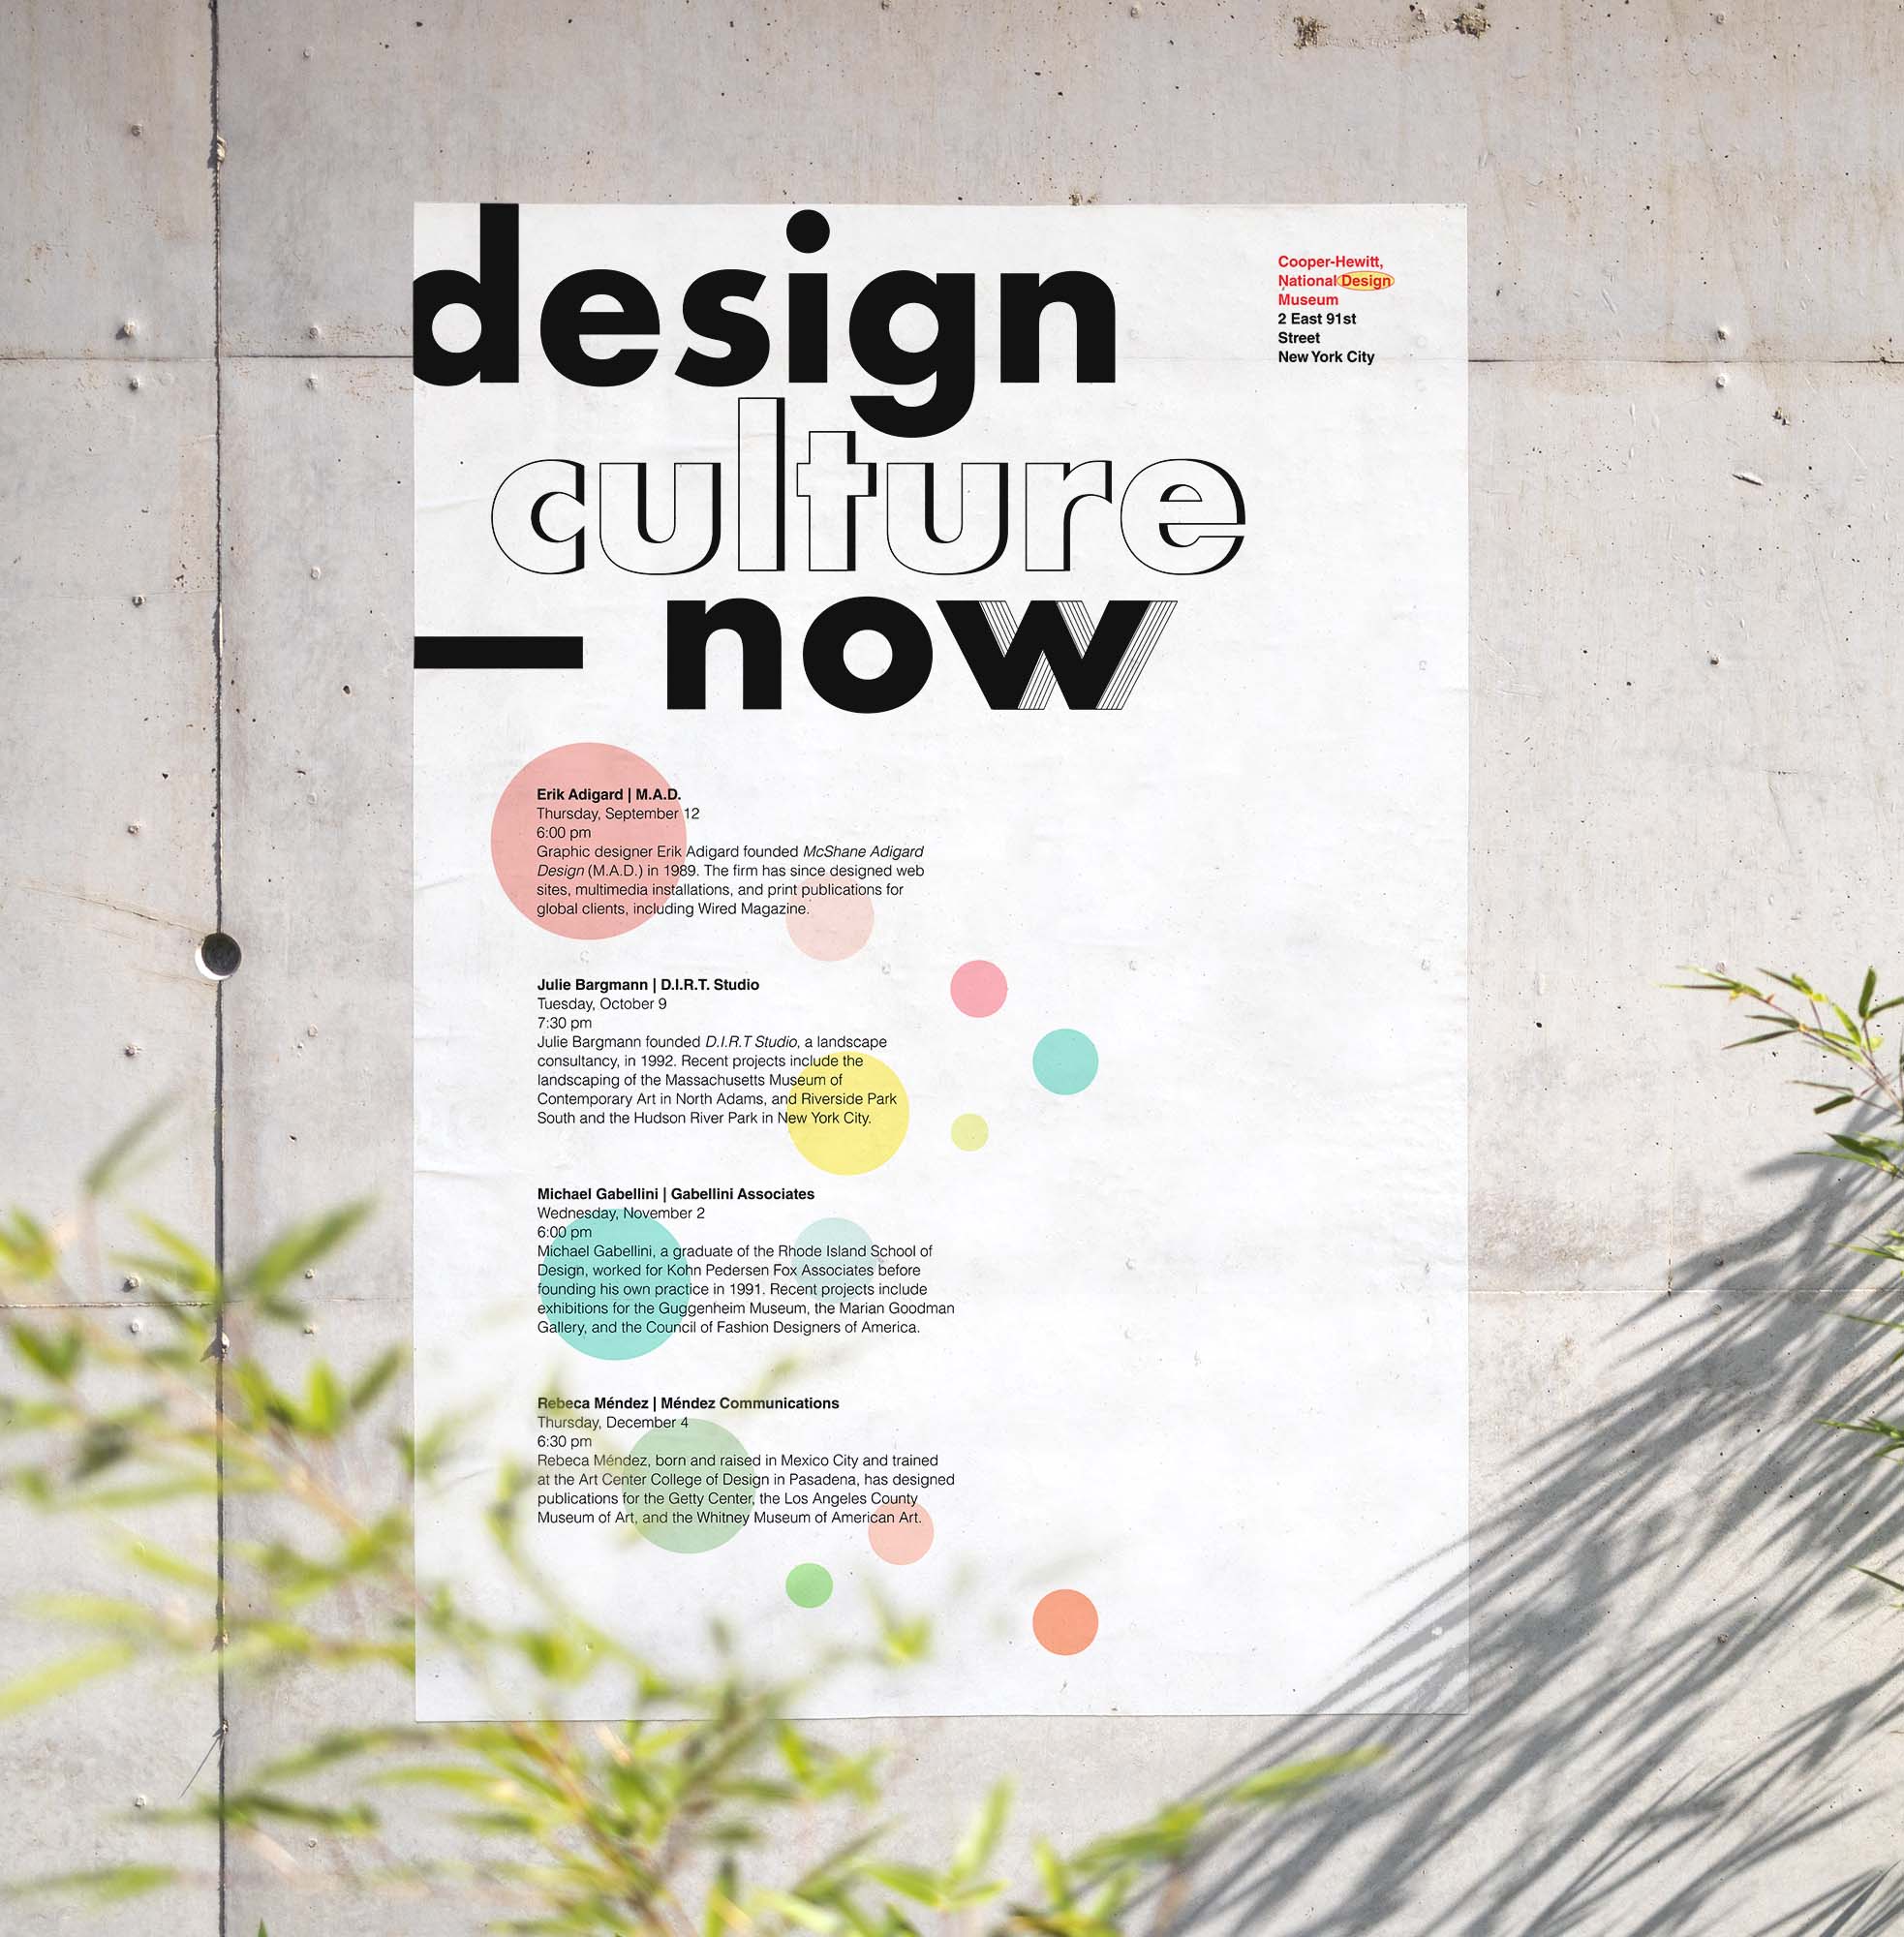 design
culture
— now
Cooper-Hewitt,
National Design
Museum
2 East 91st
Street
New York City
Erik Adigard | M.A.D.
Thursday, September 12
6:00 pm
Graphic designer Erik Adigard founded McShane Adigard
Design (M.A.D.) in 1989. The firm has since designed web
sites, multimedia installations, and print publications for
global clients, including Wired Magazine.
Julie Bargmann | D.I.R.T. Studio
Tuesday, October 9
7:30 pm
Julie Bargmann founded D.I.R.T Studio, a landscape
consultancy, in 1992. Recent projects include the
landscaping of the Massachusetts Museum of
Contemporary Art in North Adams, and Riverside Park
South and the Hudson River Park in New York City.
Michael Gabellini | Gabellini Associates
Wednesday, November 2
6:00 pm
Michael Gabellini, a graduate of the Rhode Island School of
Design, worked for Kohn Pedersen Fox Associates before
founding his own practice in 1991. Recent projects include
exhibitions for the Guggenheim Museum, the Marian Goodman
Gallery, and the Council of Fashion Designers of America.
Rebeca Méndez | Méndez Communications
Thursday, December 4
6:30 pm
Rebeca Méndez, born and raised in Mexico City and trained
at the Art Center College of Design in Pasadena, has designed
publications for the Getty Center, the Los Angeles County
Museum of Art, and the Whitney Museum of American Art.